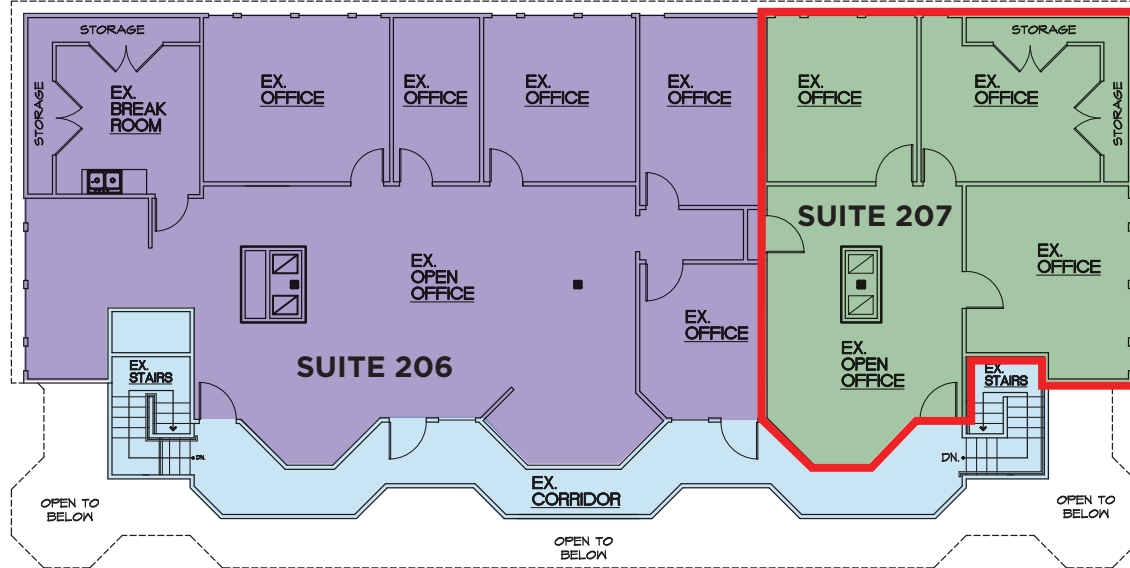 STORAGE
STORAGE
EX.
BREAK
ROOM
EX.
OFFICE
EX.
OFFICE
EX.
OFFICE
EX.
OFFICE
EX.
OFFICE
EX.
OFFICE
STORAGE
STORAGE
SUITE 207
EX.
OFFICE
EX.
OPEN
OFFICE
EX.
OFFICE
SUITE 206
EX.
OPEN
OFFICE
EX.
STAIRS
EX.
STAIRS
DN.
DN.
EX.
CORRIDOR
OPEN TO
BELOW
OPEN TO
BELOW
OPEN TO
BELOW